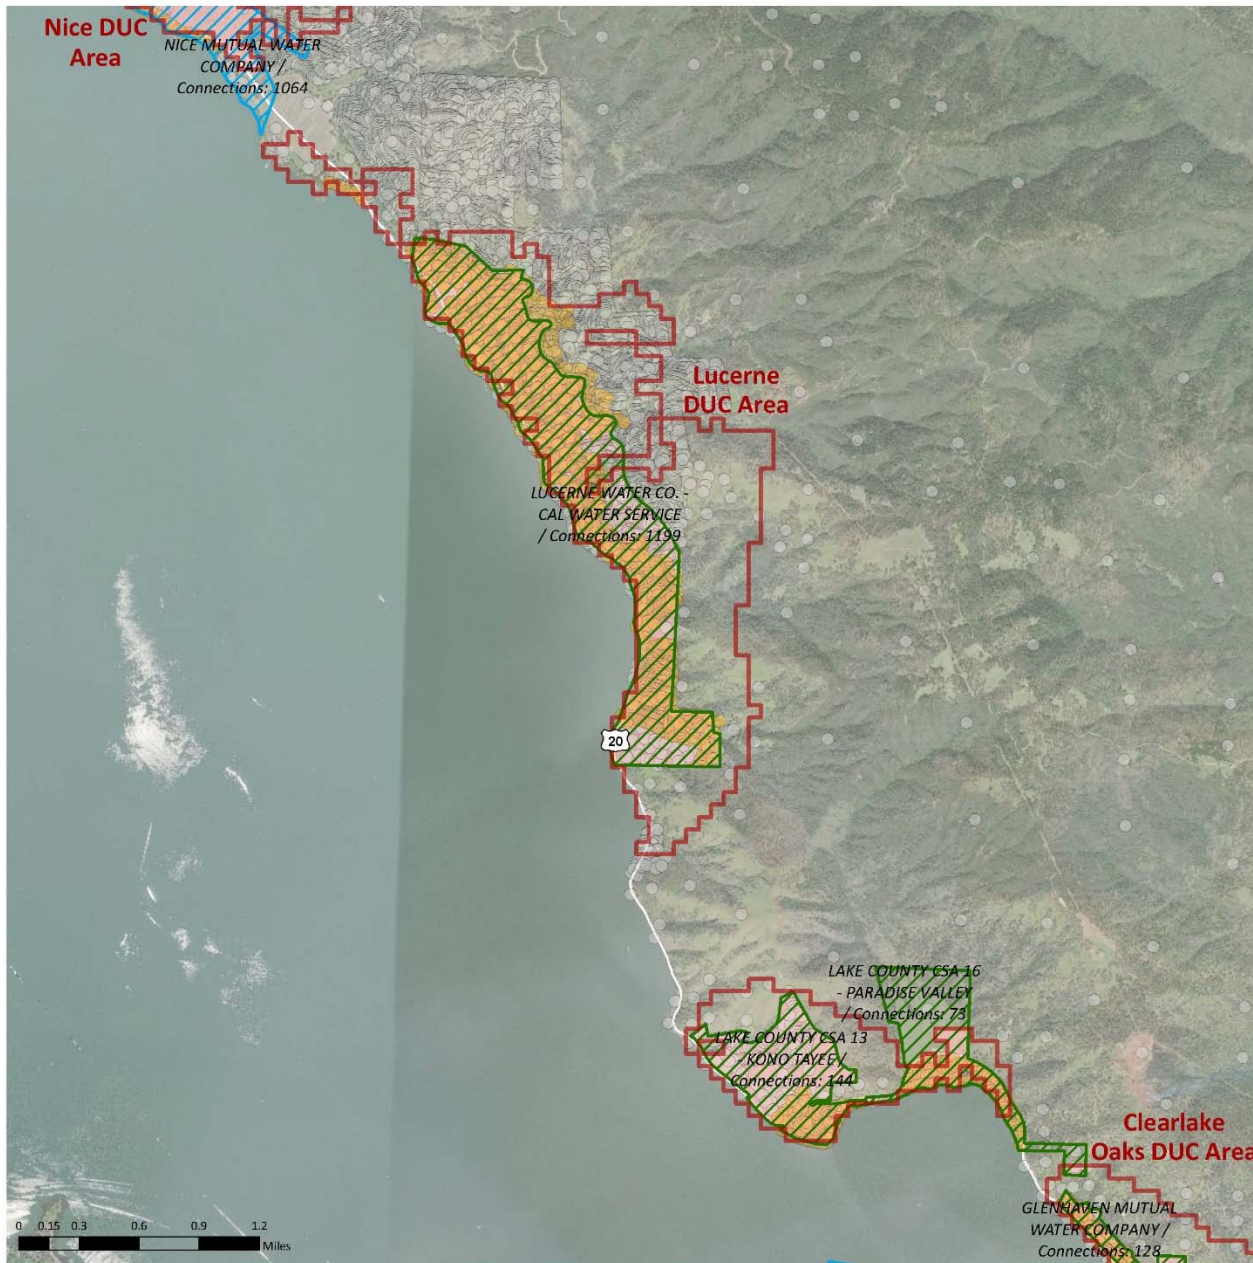 Nice DUC
Area
NICE MUTUAL WATER
COMPANY /
Connections: 1064
Lucerne
DUC Area
LUCERNE WATER CO. -
CAL WATER SERVICE
/ Connections: 1199
20
LAKE COUNTY CSA 16
- PARADISE VALLEY
/ Connections: 73
LAKE COUNTY CSA 13
- KONO TAYEE /
Connections: 144
Clearlake
Oaks DUC Area
GLENHAVEN MUTUAL
WATER COMPANY /
Connections: 128
0 0.15 0.3 0.6 0.9 1.2
Miles